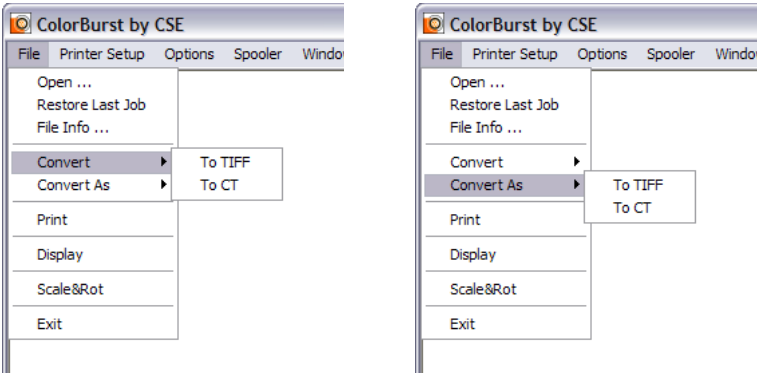 ColorBurst by CSE
File Printer Setup Options Spooler
Open ...
Restore Last Job
File Info ...
Convert
To TIFF
Convert As
To CT
Print
Display
Scale&Rot
Exit
ColorBurst by CSE
File Printer Setup Options Spooler
Open ...
Restore Last Job
File Info ...
Convert
Convert As
To TIFF
To CT
Print
Display
Scale&Rot
Exit